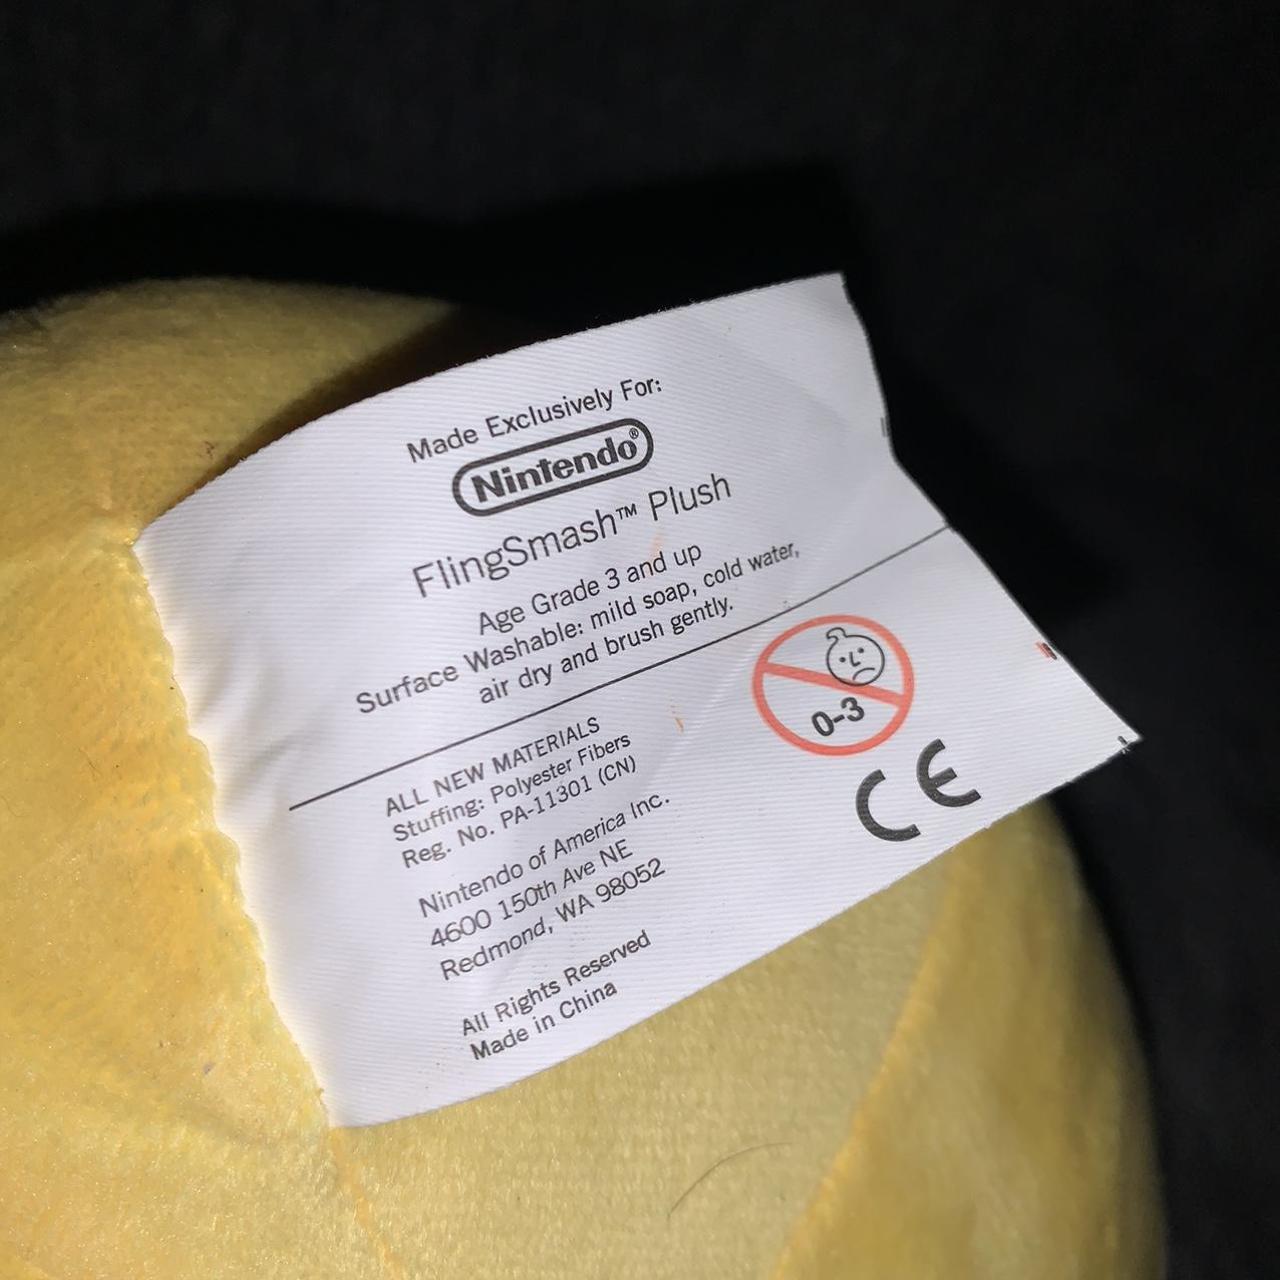 Made Exclusively For:
Nintendo®
FlingSmash™ Plush
Age Grade 3 and up
Surface Washable: mild soap, cold water,
air dry and brush gently.
ALL NEW MATERIALS
Stuffing: Polyester Fibers
Reg. No. PA-11301 (CN)
Nintendo of America Inc.
4600 150th Ave NE
Redmond, WA 98052
All Rights Reserved
Made in China
0-3
CE